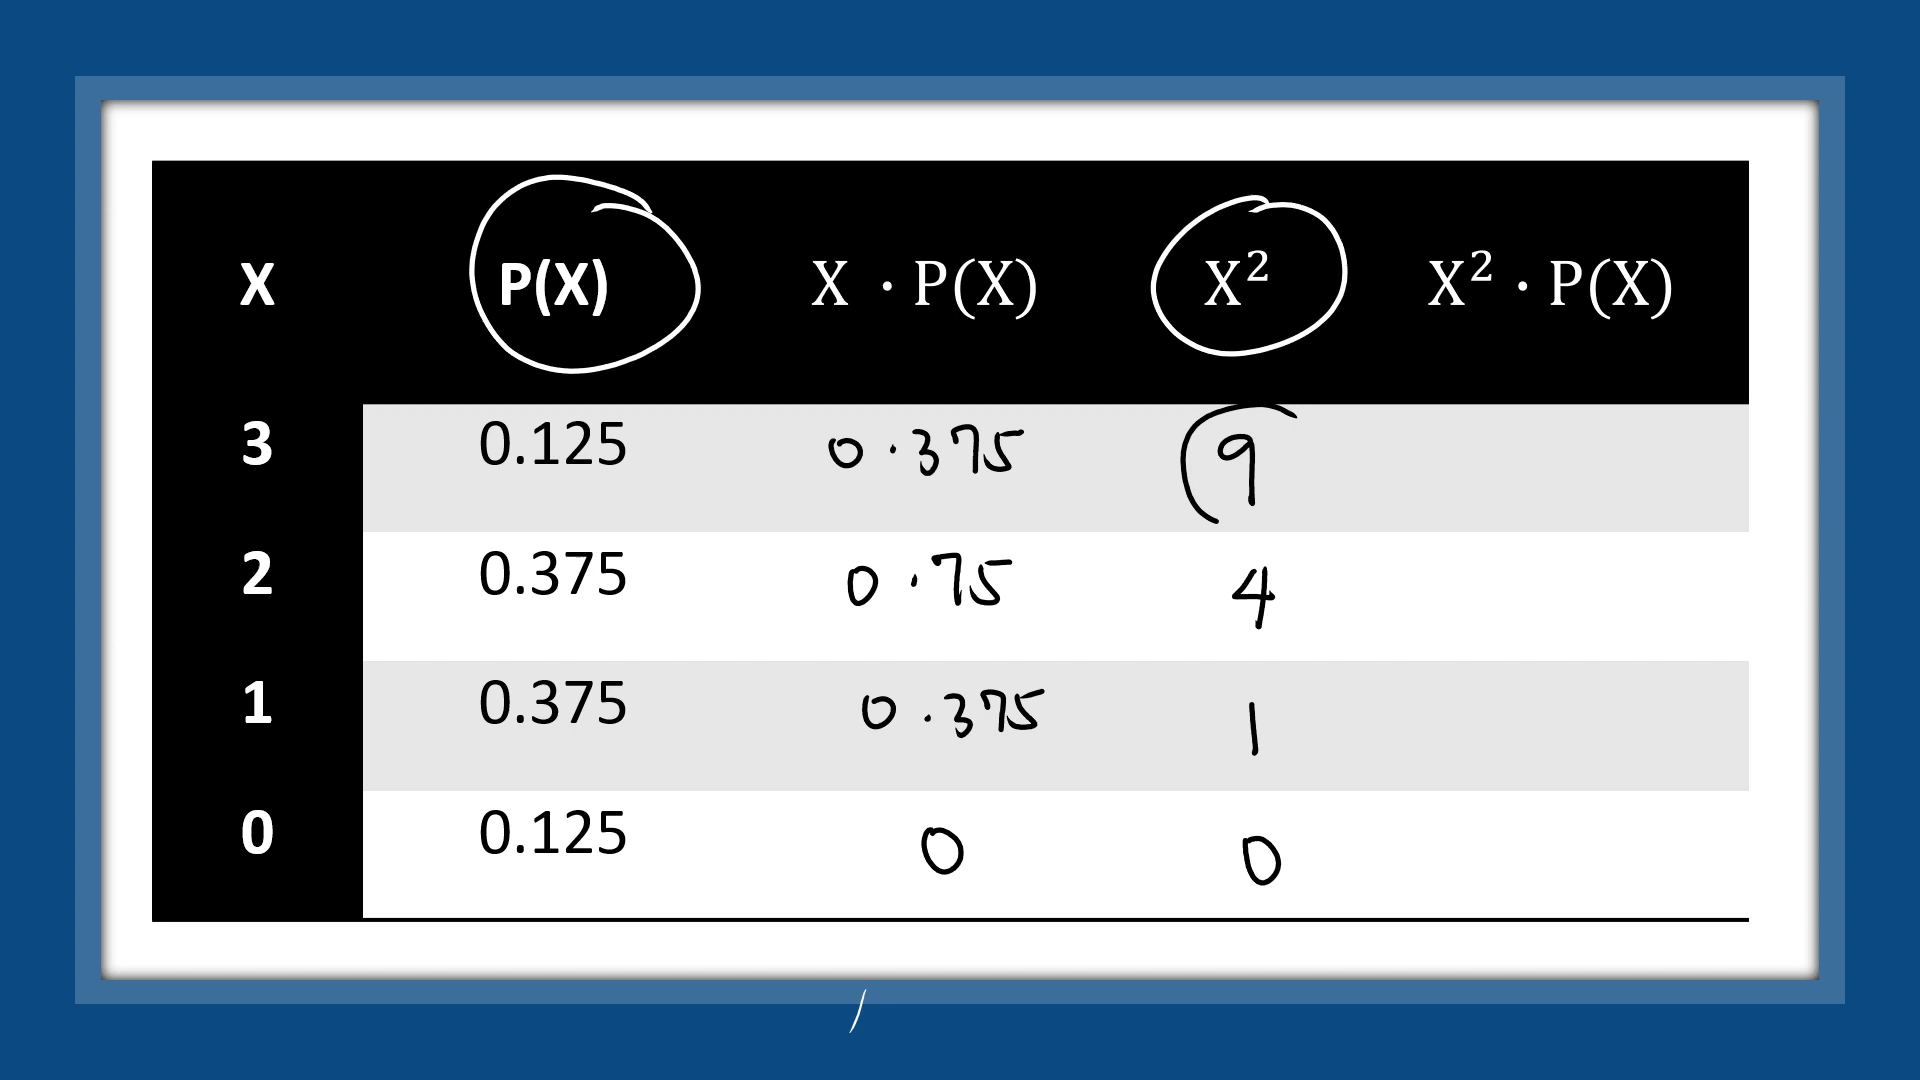 X P(X) X · P(X) X² X² · P(X)
3 0.125 0.375 9
2 0.375 0.75 4
1 0.375 0.375 1
0 0.125 0 0